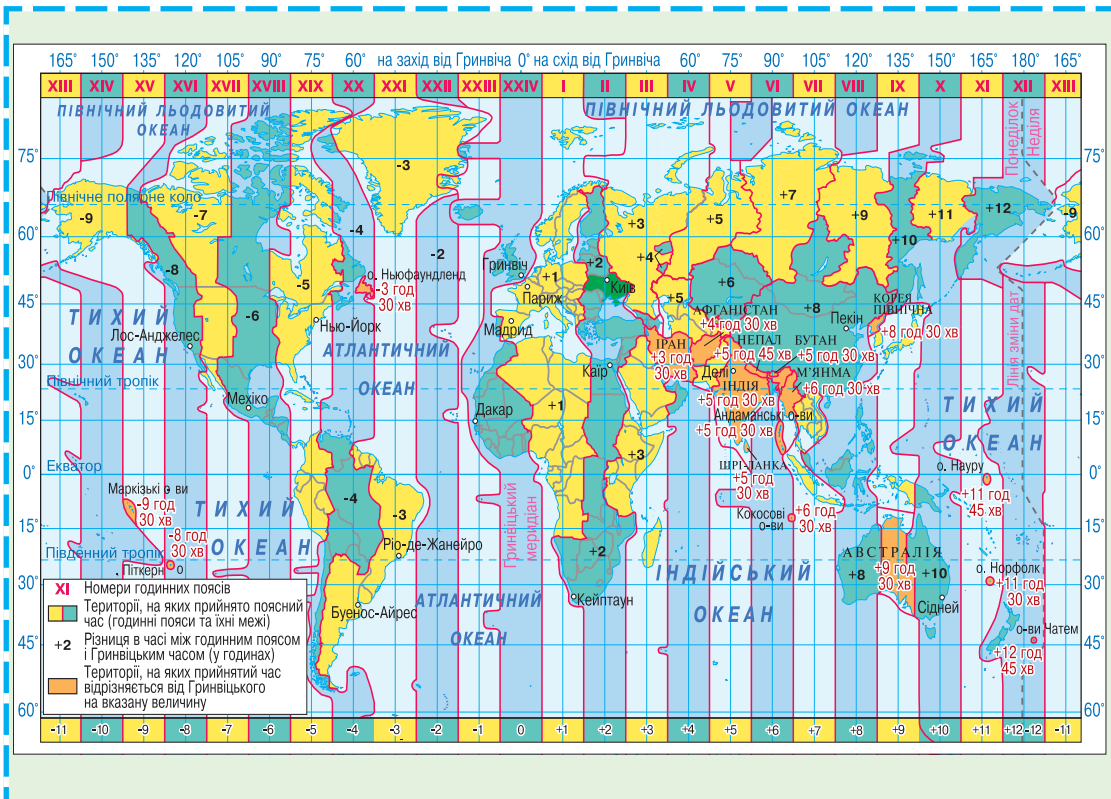 165° 150° 135° 120° 105° 90° 75° 60° на захід від Гринвіча 0° на схід від Гринвіча 60° 75° 90° 105° 120° 135° 150° 165° 180° 165°
XIII XIV XV XVI XVII XVIII XIX XX XXI XXII XXIII XXIV I II III IV V VI VII VIII IX X XI XII XIII
ПІВНІЧНИЙ ЛЬОДОВИТИЙ
ОКЕАН
ПІВНІЧНИЙ ЛЬОДОВИТИЙ ОКЕАН
Понеділок
Неділя
75° 75°
-3
Північне полярне коло
-9 -7 -4 +3 +5 +7 +9 +11 +12 -9
60° 60°
-8 -5 -2 +2 +4 +10
о. Ньюфаундленд
-3 год
30 хв
Гринвіч
+1
Париж
Київ
+5 +6 +8
45° 45°
-6
Т И Х И Й
О К Е А Н
Лос-Анджелес
Нью-Йорк
Мадрид
АТЛАНТИЧНИЙ
ОКЕАН
АФГАНІСТАН
+4 год 30 хв
Пекін
КОРЕЯ
ПІВНІЧНА
+8 год 30 хв
ІРАН
+3 год
30 хв
НЕПАЛ
+5 год 45 хв
БУТАН
+5 год 30 хв
Лінія зміни дат
30° 30°
Каїр
Делі
М'ЯНМА
+6 год 30 хв
Північний тропік
ІНДІЯ
+5 год 30 хв
Мехіко
Дакар
+1
Андаманські о-ви
+5 год 30 хв
Т И Х И Й
О К Е А Н
15° 15°
+3
ШРІ-ЛАНКА
+5 год
30 хв
о. Науру
+11 год
45 хв
Екватор
0° 0°
Маркізькі о-ви
-9 год
30 хв
Т И Х И Й
О К Е А Н
-4 -3
Гринвіцький
меридіан
Кокосові
о-ви
+6 год
30 хв
15° 15°
-8 год
30 хв
Ріо-де-Жанейро
+2
АВСТРАЛІЯ
+8
+9 год
30 хв
+10
Південний тропік
о. Піткерн
ІНДІЙСЬКИЙ
ОКЕАН
о. Норфолк
+11 год
30 хв
30° 30°
Буенос-Айрес
АТЛАНТИЧНИЙ
ОКЕАН
Кейптаун
Сідней
о-ви Чатем
+12 год
45 хв
45° 45°
60° 60°
XI Номери годинних поясів
Території, на яких прийнято поясний
час (годинні пояси та їхні межі)
+2 Різниця в часі між годинним поясом
і Гринвіцьким часом (у годинах)
Території, на яких прийнятий час
відрізняється від Гринвіцького
на вказану величину
-11 -10 -9 -8 -7 -6 -5 -4 -3 -2 -1 0 +1 +2 +3 +4 +5 +6 +7 +8 +9 +10 +11 +12 -12 -11